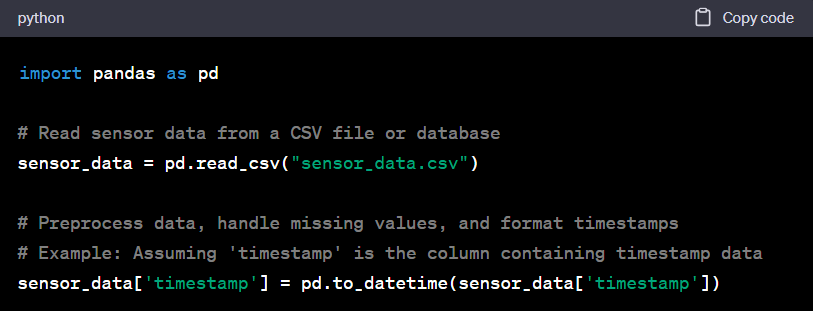 python
Copy code
import pandas as pd
# Read sensor data from a CSV file or database
sensor_data = pd.read_csv("sensor_data.csv")
# Preprocess data, handle missing values, and format timestamps
# Example: Assuming 'timestamp' is the column containing timestamp data
sensor_data['timestamp'] = pd.to_datetime(sensor_data['timestamp'])